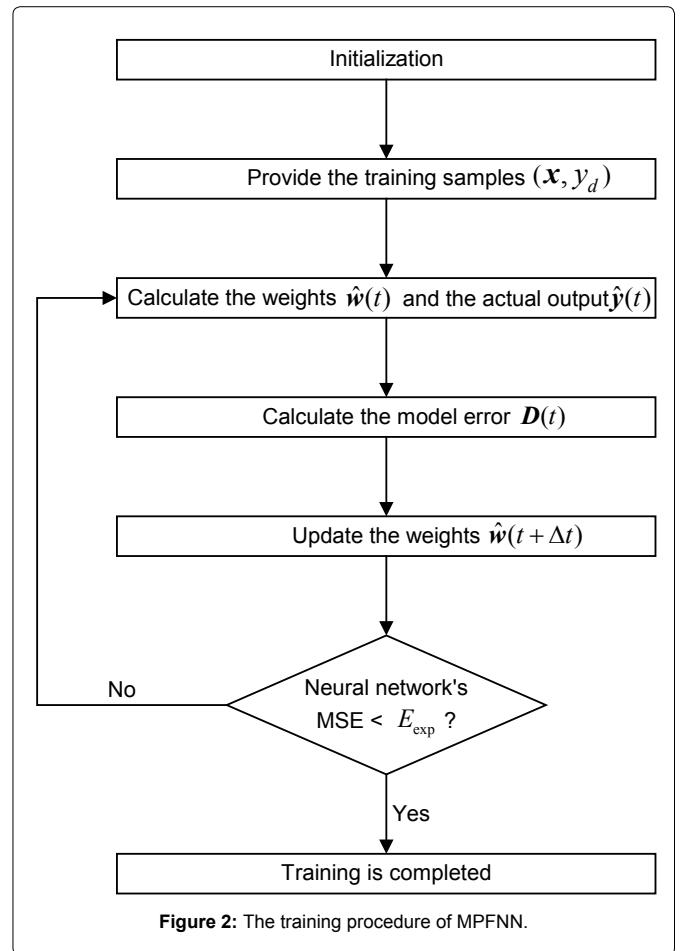 Initialization
Provide the training samples (x, y_d)
Calculate the weights ŵ(t) and the actual output ŷ(t)
Calculate the model error D(t)
Update the weights ŵ(t + Δt)
Neural network's
MSE < E_exp ?
No
Yes
Training is completed
Figure 2: The training procedure of MPFNN.